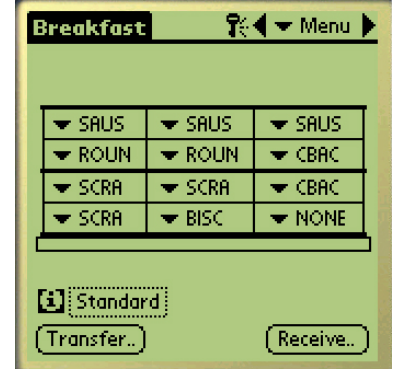 Breakfast Menu
SAUS SAUS SAUS
ROUN ROUN CBAC
SCRA SCRA CBAC
SCRA BISC NONE
Standard
Transfer.. Receive..